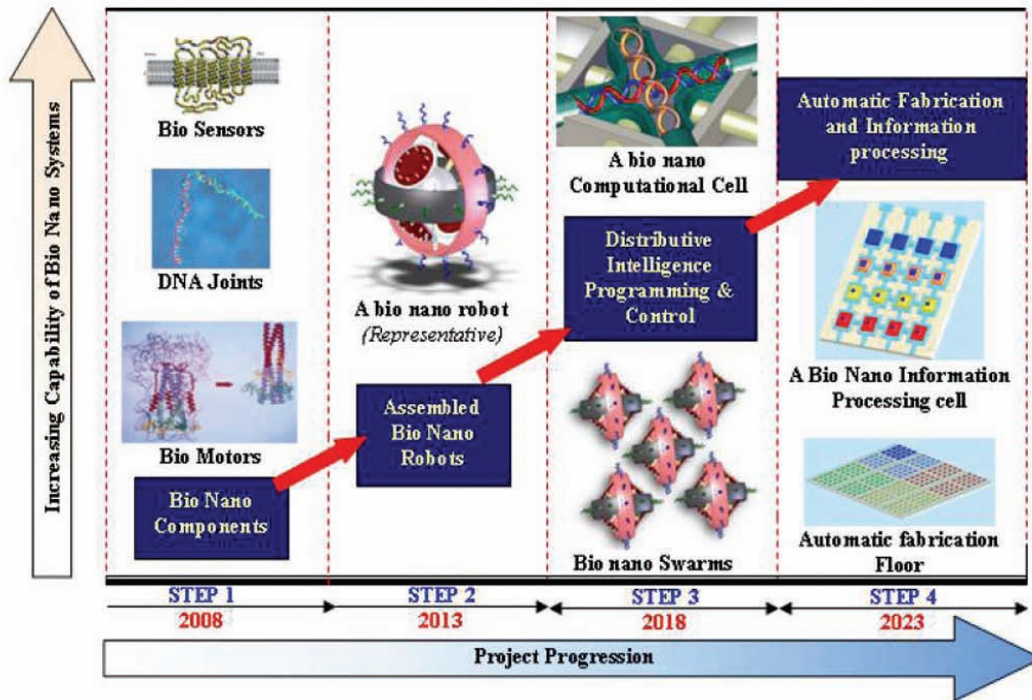 Increasing Capability of Bio Nano Systems
Bio Sensors
DNA Joints
Bio Motors
Bio Nano
Components
A bio nano robot
(Representative)
Assembled
Bio Nano
Robots
A bio nano
Computational Cell
Distributive
Intelligence
Programming &
Control
Bio nano Swarms
Automatic Fabrication
and Information
processing
A Bio Nano Information
Processing cell
Automatic fabrication
Floor
STEP 1
2008
STEP 2
2013
STEP 3
2018
STEP 4
2023
Project Progression